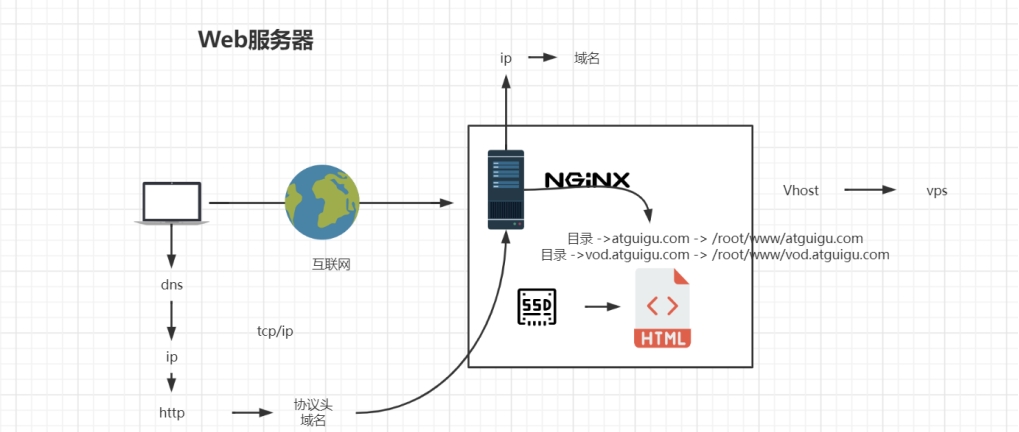 Web服务器
ip
域名
NGiNX
Vhost
vps
目录 ->atguigu.com -> /root/www/atguigu.com
目录 ->vod.atguigu.com -> /root/www/vod.atguigu.com
互联网
dns
SSD
tcp/ip
HTML
ip
http
协议头
域名